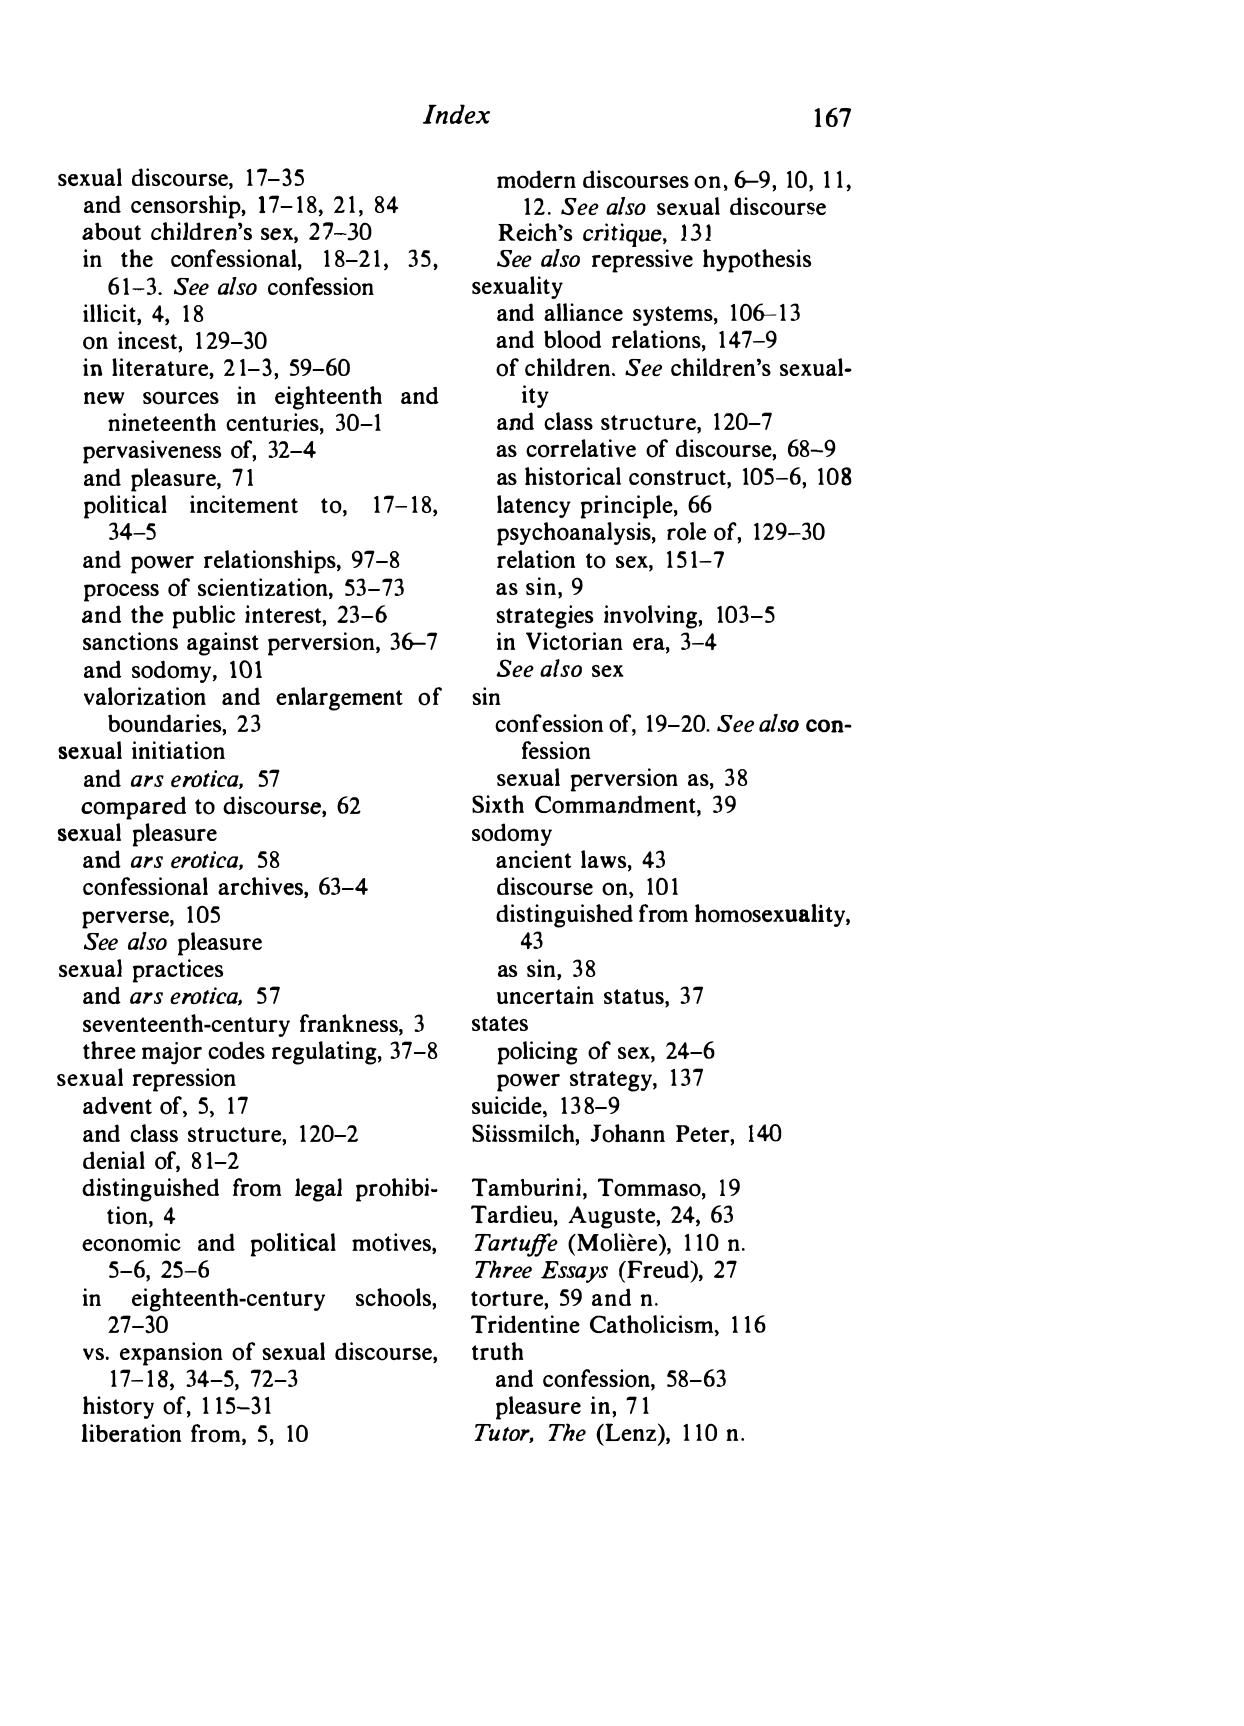 Index
167
sexual discourse, 17–35
and censorship, 17–18, 21, 84
about children's sex, 27–30
in the confessional, 18–21, 35,
61–3. See also confession
illicit, 4, 18
on incest, 129–30
in literature, 21–3, 59–60
new sources in eighteenth and
nineteenth centuries, 30–1
pervasiveness of, 32–4
and pleasure, 71
political incitement to, 17–18,
34–5
and power relationships, 97–8
process of scientization, 53–73
and the public interest, 23–6
sanctions against perversion, 36–7
and sodomy, 101
valorization and enlargement of
boundaries, 23
sexual initiation
and ars erotica, 57
compared to discourse, 62
sexual pleasure
and ars erotica, 58
confessional archives, 63–4
perverse, 105
See also pleasure
sexual practices
and ars erotica, 57
seventeenth-century frankness, 3
three major codes regulating, 37–8
sexual repression
advent of, 5, 17
and class structure, 120–2
denial of, 81–2
distinguished from legal prohibi-
tion, 4
economic and political motives,
5–6, 25–6
in eighteenth-century schools,
27–30
vs. expansion of sexual discourse,
17–18, 34–5, 72–3
history of, 115–31
liberation from, 5, 10
modern discourses on, 6–9, 10, 11,
12. See also sexual discourse
Reich's critique, 131
See also repressive hypothesis
sexuality
and alliance systems, 106–13
and blood relations, 147–9
of children. See children's sexual-
ity
and class structure, 120–7
as correlative of discourse, 68–9
as historical construct, 105–6, 108
latency principle, 66
psychoanalysis, role of, 129–30
relation to sex, 151–7
as sin, 9
strategies involving, 103–5
in Victorian era, 3–4
See also sex
sin
confession of, 19–20. See also con-
fession
sexual perversion as, 38
Sixth Commandment, 39
sodomy
ancient laws, 43
discourse on, 101
distinguished from homosexuality,
43
as sin, 38
uncertain status, 37
states
policing of sex, 24–6
power strategy, 137
suicide, 138–9
Süssmilch, Johann Peter, 140
Tamburini, Tommaso, 19
Tardieu, Auguste, 24, 63
Tartuffe (Molière), 110 n.
Three Essays (Freud), 27
torture, 59 and n.
Tridentine Catholicism, 116
truth
and confession, 58–63
pleasure in, 71
Tutor, The (Lenz), 110 n.